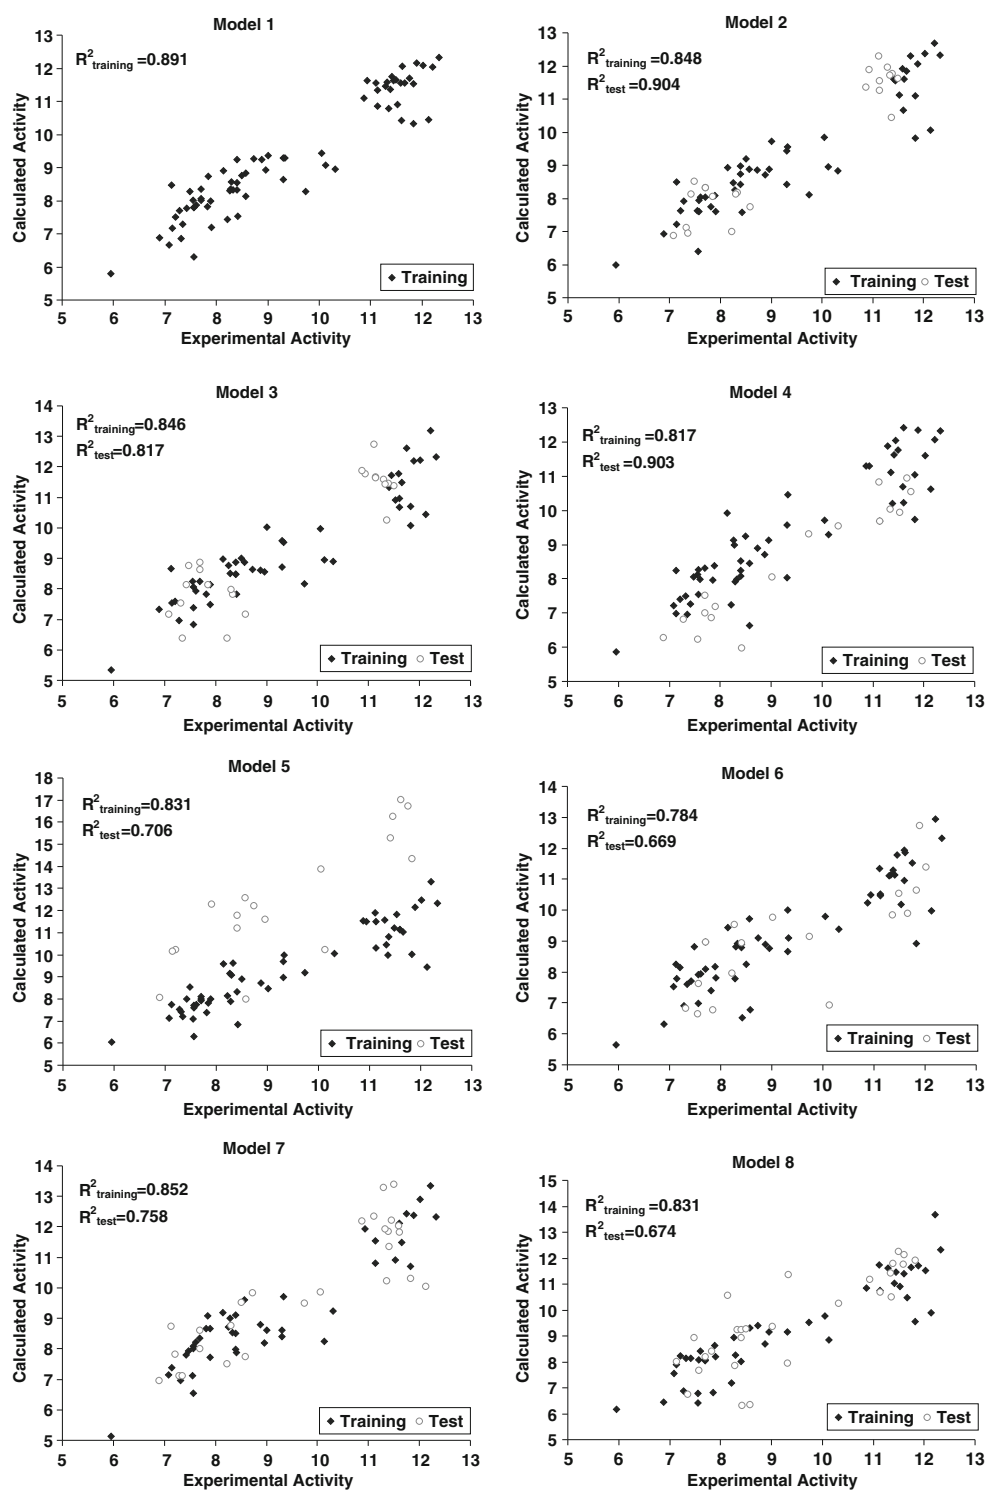 Model 1
13
12
11
10
9
8
7
6
5
Calculated Activity
R2training =0.891
Training
5 6 7 8 9 10 11 12 13
Experimental Activity
Model 2
13
12
11
10
9
8
7
6
5
Calculated Activity
R2training =0.848
R2test =0.904
Training Test
5 6 7 8 9 10 11 12 13
Experimental Activity
Model 3
14
13
12
11
10
9
8
7
6
5
Calculated Activity
R2training=0.846
R2test=0.817
Training Test
5 6 7 8 9 10 11 12 13
Experimental Activity
Model 4
13
12
11
10
9
8
7
6
5
Calculated Activity
R2training=0.817
R2test=0.903
Training Test
5 6 7 8 9 10 11 12 13
Experimental Activity
Model 5
18
17
16
15
14
13
12
11
10
9
8
7
6
5
Calculated Activity
R2training=0.831
R2test=0.706
Training Test
5 6 7 8 9 10 11 12 13
Experimental Activity
Model 6
14
13
12
11
10
9
8
7
6
5
Calculated Activity
R2training=0.784
R2test=0.669
Training Test
5 6 7 8 9 10 11 12 13
Experimental Activity
Model 7
14
13
12
11
10
9
8
7
6
5
Calculated Activity
R2training=0.852
R2test=0.758
Training Test
5 6 7 8 9 10 11 12 13
Experimental Activity
Model 8
15
14
13
12
11
10
9
8
7
6
5
Calculated Activity
R2training =0.831
R2test=0.674
Training Test
5 6 7 8 9 10 11 12 13
Experimental Activity